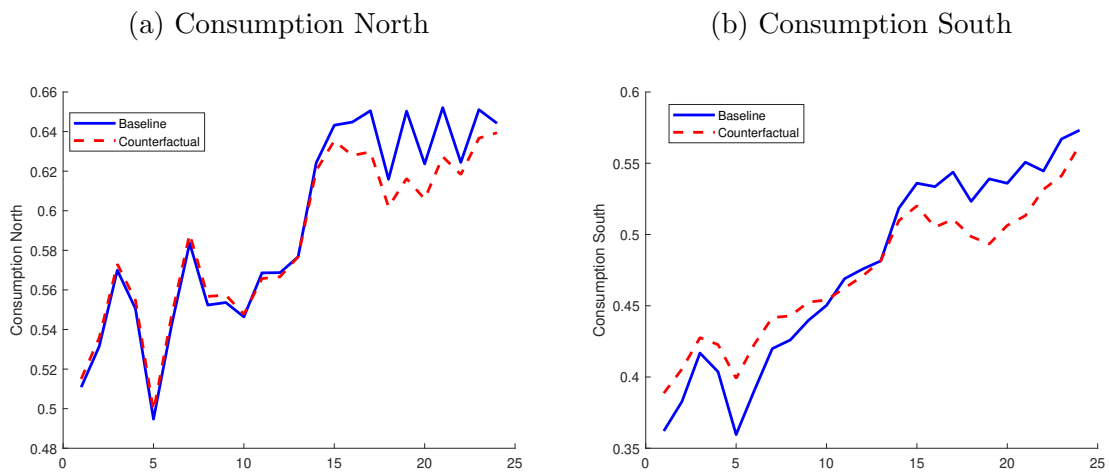 (a) Consumption North
(b) Consumption South
0.66
0.64
0.62
0.6
0.58
0.56
0.54
0.52
0.5
0.48
Consumption North
Baseline
Counterfactual
0 5 10 15 20 25
0.6
0.55
0.5
0.45
0.4
0.35
Consumption South
Baseline
Counterfactual
0 5 10 15 20 25